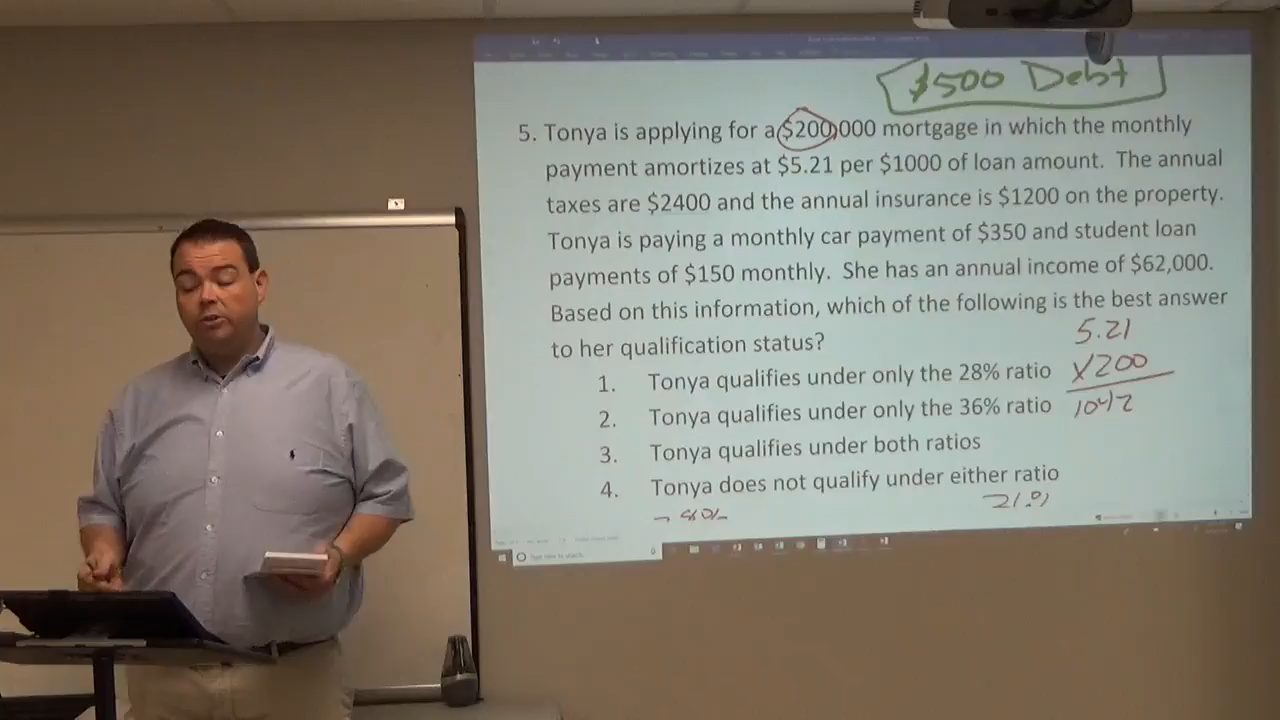 $500 Debt
5. Tonya is applying for a $200,000 mortgage in which the monthly
payment amortizes at $5.21 per $1000 of loan amount. The annual
taxes are $2400 and the annual insurance is $1200 on the property.
Tonya is paying a monthly car payment of $350 and student loan
payments of $150 monthly. She has an annual income of $62,000.
Based on this information, which of the following is the best answer
to her qualification status?
5.21
1. Tonya qualifies under only the 28% ratio
X200
2. Tonya qualifies under only the 36% ratio
1042
3. Tonya qualifies under both ratios
4. Tonya does not qualify under either ratio